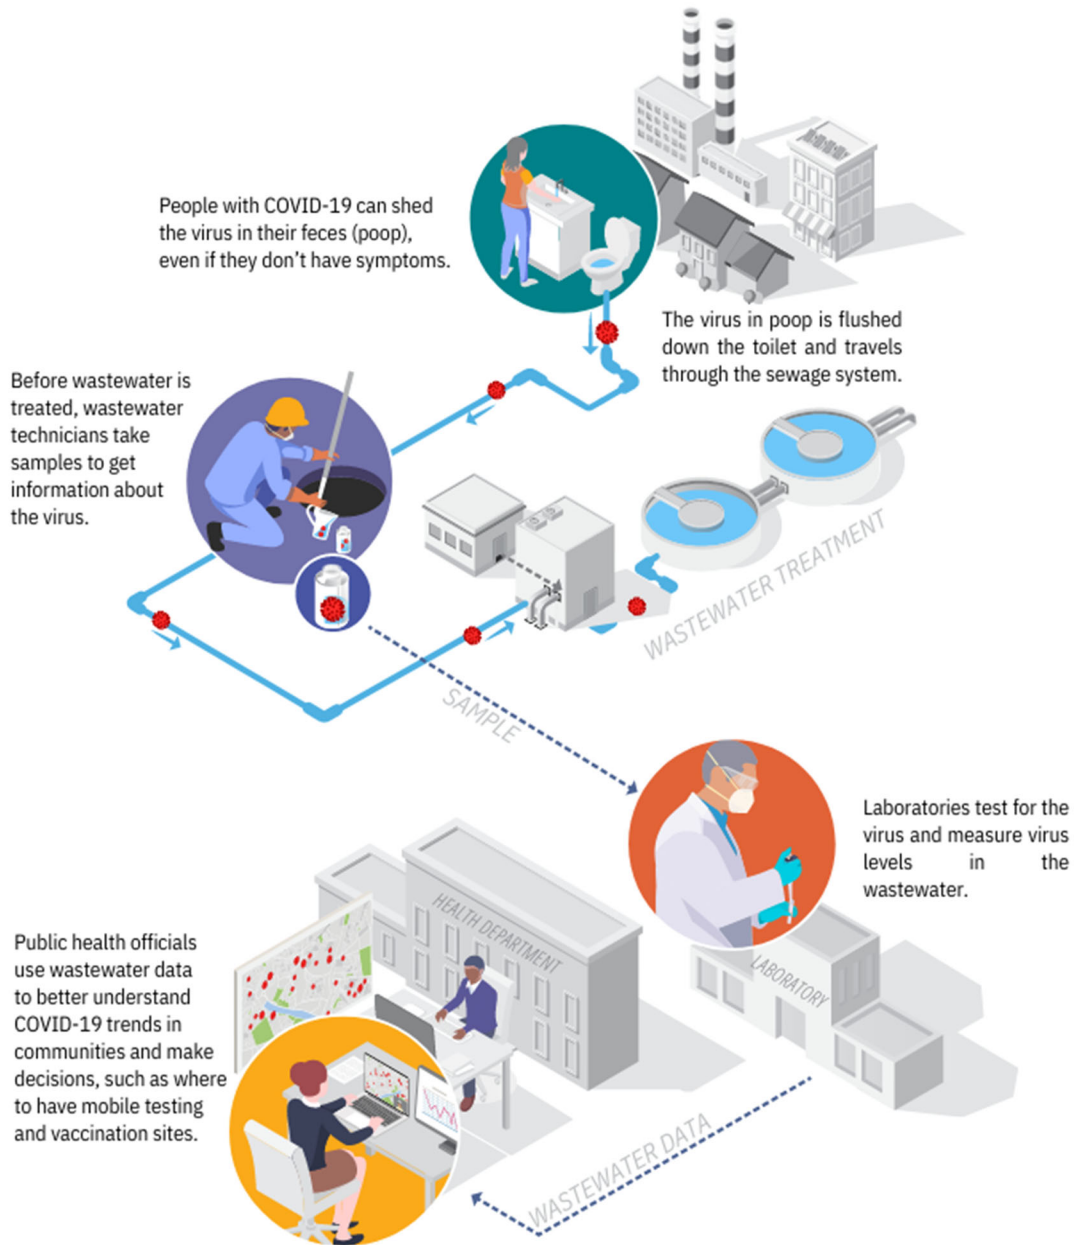 People with COVID-19 can shed
the virus in their feces (poop),
even if they don't have symptoms.
The virus in poop is flushed
down the toilet and travels
through the sewage system.
Before wastewater is
treated, wastewater
technicians take
samples to get
information about
the virus.
WASTEWATER TREATMENT
SAMPLE
Laboratories test for the
virus and measure virus
levels in the
wastewater.
LABORATORY
HEALTH DEPARTMENT
Public health officials
use wastewater data
to better understand
COVID-19 trends in
communities and make
decisions, such as where
to have mobile testing
and vaccination sites.
WASTEWATER DATA